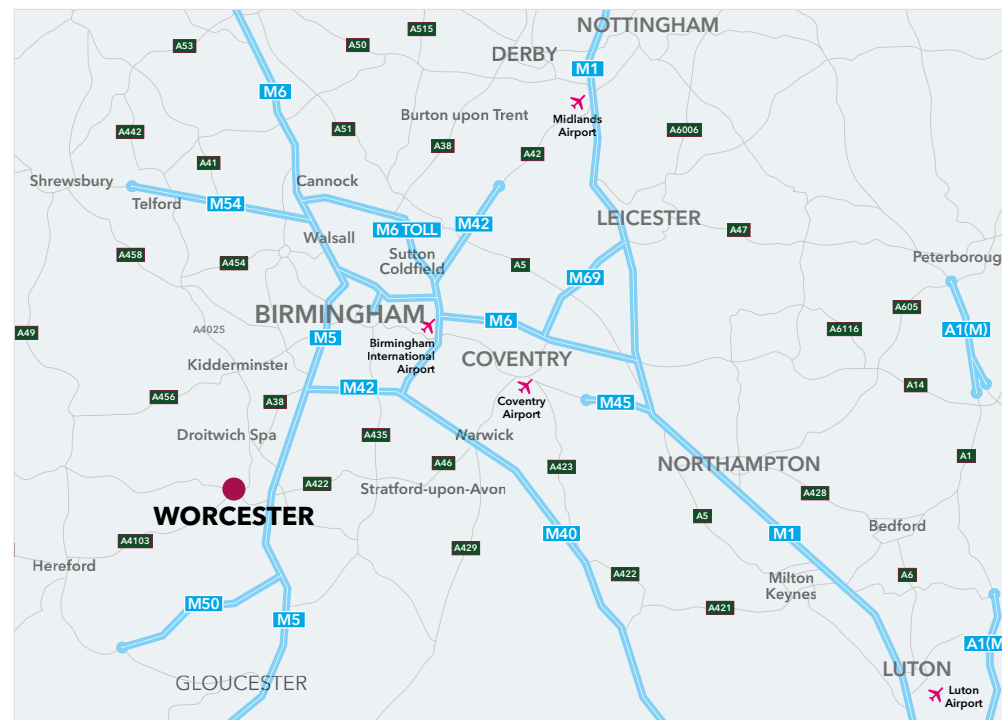 A515
NOTTINGHAM
A53
A50
DERBY
M1
M6
Midlands
Airport
Burton upon Trent
A442
A51
A6006
A38
A42
A41
Shrewsbury
Cannock
Telford
M54
LEICESTER
M42
M6 TOLL
A47
Walsall
Sutton
Coldfield
A458
A454
A5
Peterboroug
M69
A605
BIRMINGHAM
M6
A49
A4025
A6116
A1(M)
M5
Birmingham
International
Airport
COVENTRY
Kidderminster
M42
A14
A456
A38
Coventry
Airport
M45
Droitwich Spa
A435
Warwick
A1
A46
A423
NORTHAMPTON
A422
Stratford-upon-Avon
A428
WORCESTER
A5
Bedford
A4103
M40
M1
A429
Hereford
A422
A6
Milton
Keynes
M50
A421
M5
A1(M
LUTON
GLOUCESTER
Luton
Airport